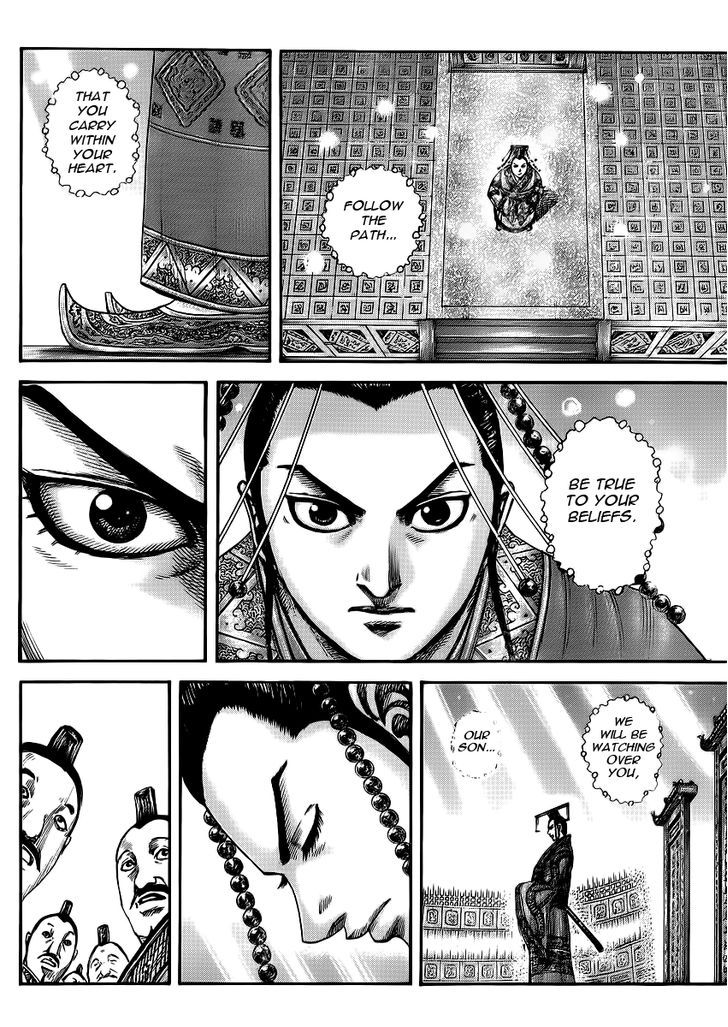 FOLLOW
THE
PATH...
THAT
YOU
CARRY
WITHIN
YOUR
HEART.
BE TRUE
TO YOUR
BELIEFS.
WE
WILL BE
WATCHING
OVER
YOU,
OUR
SON...